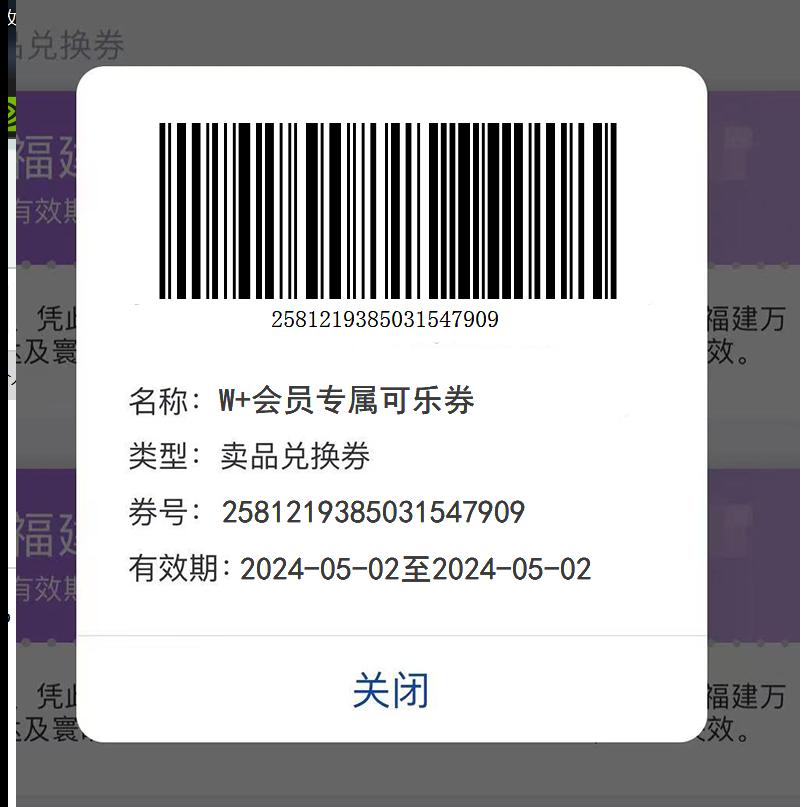 品兑换券
福建
有效期
2581219385031547909
凭此
福建万
达及寰
效。
名称：W+会员专属可乐券
类型：卖品兑换券
券号：2581219385031547909
有效期：2024-05-02至2024-05-02
福建
有效期
关闭
凭此
福建万
达及寰
效。